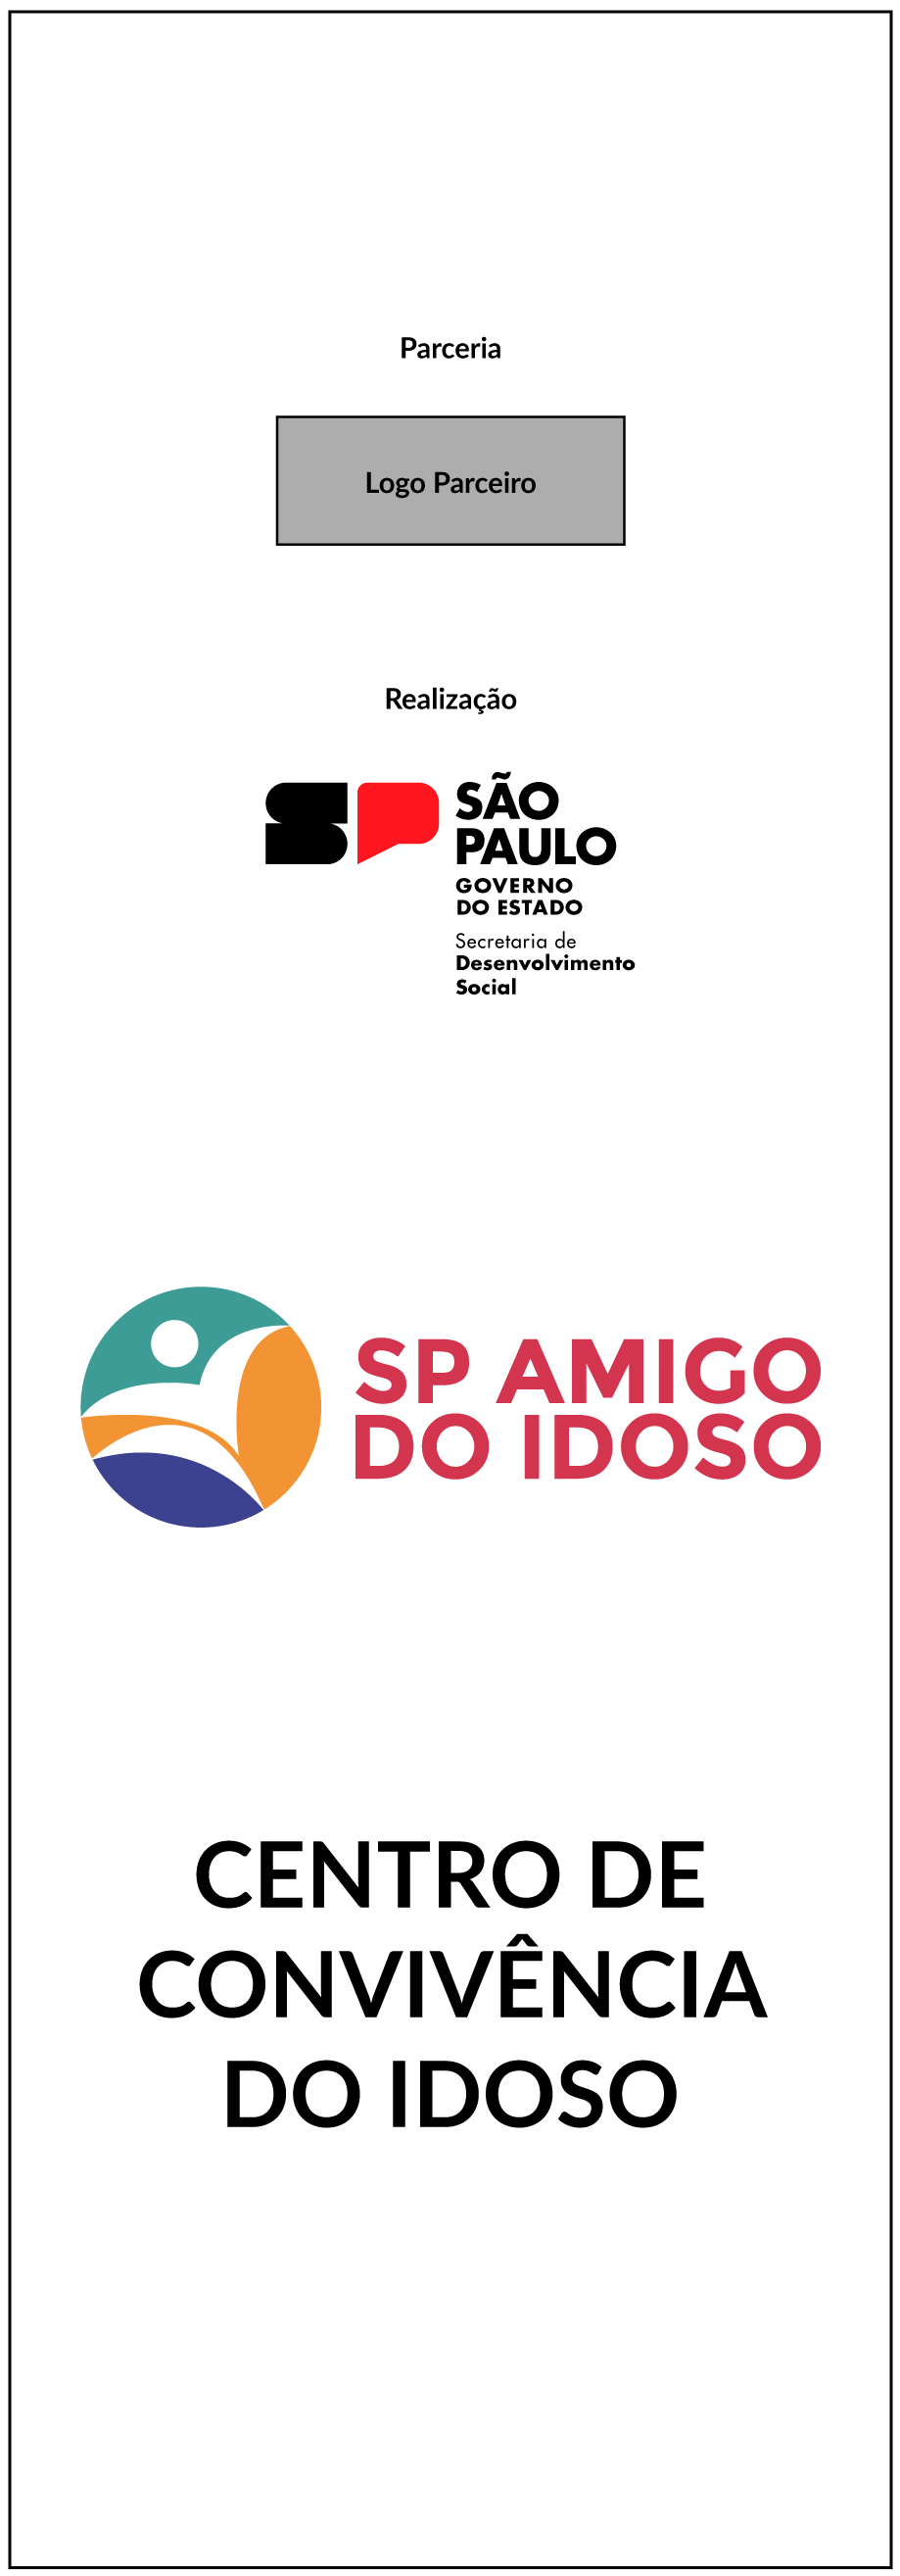 Parceria
Logo Parceiro
Realização
SP
SÃO
PAULO
GOVERNO
DO ESTADO
Secretaria de
Desenvolvimento
Social
SP AMIGO
DO IDOSO
CENTRO DE
CONVIVÊNCIA
DO IDOSO